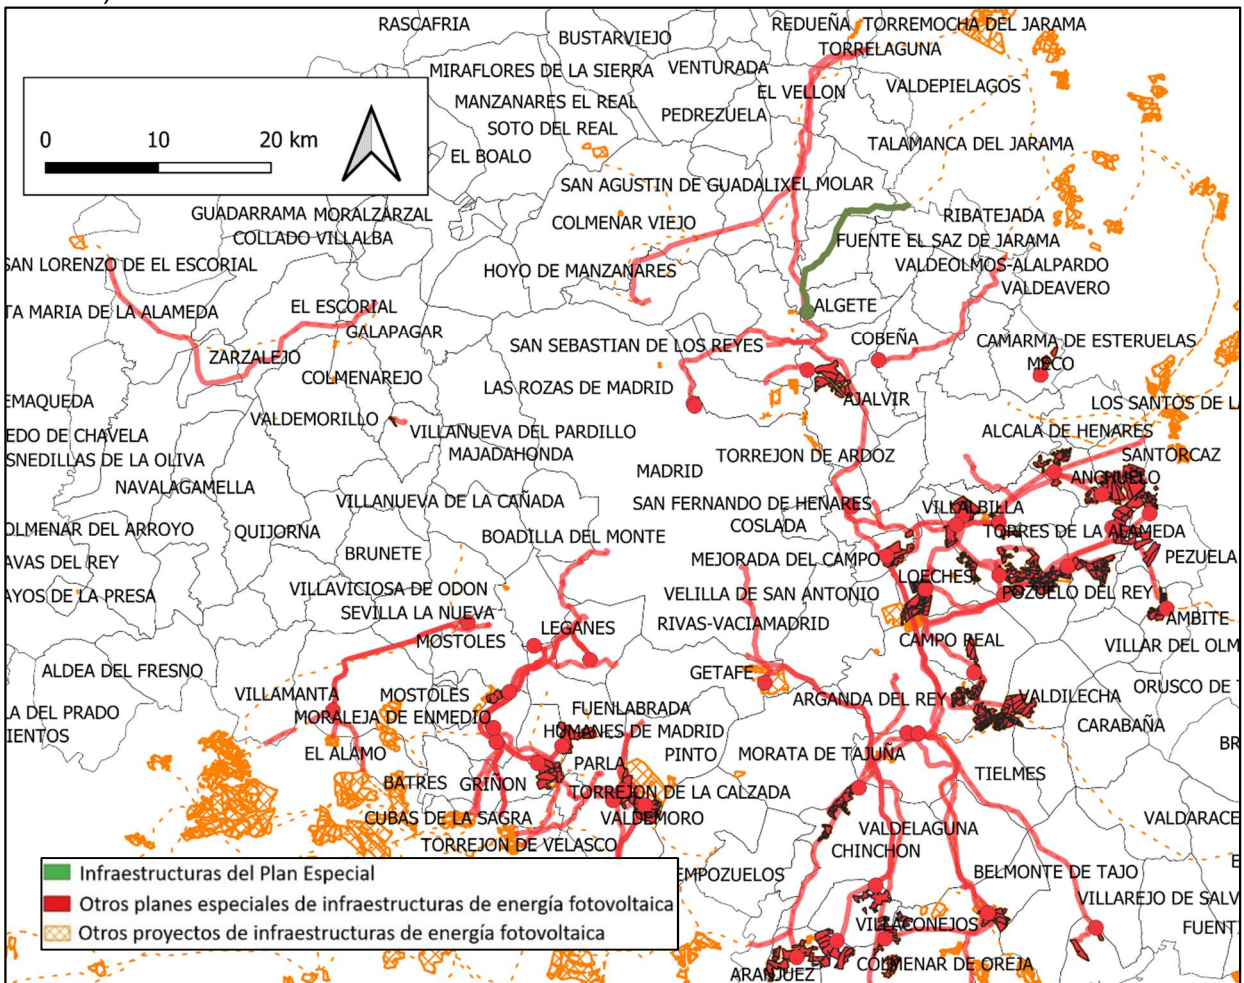 RASCAFRIA
REDUEÑA TORREMOCHA DEL JARAMA
BUSTARVIEJO
TORRELAGUNA
MIRAFLORES DE LA SIERRA VENTURADA
EL VELLON VALDEPIELAGOS
MANZANARES EL REAL
PEDREZUELA
SOTO DEL REAL
0 10 20 km
TALAMANCA DEL JARAMA
EL BOALO
SAN AGUSTIN DE GUADALIX EL MOLAR
GUADARRAMA MORALZARZAL
RIBATEJADA
COLMENAR VIEJO
COLLADO VILLALBA
FUENTE EL SAZ DE JARAMA
SAN LORENZO DE EL ESCORIAL
VALDEOLMOS-ALALPARDO
HOYO DE MANZANARES
VALDEAVERO
EL ESCORIAL
ALGETE
TA MARIA DE LA ALAMEDA
GALAPAGAR
COBEÑA
CAMARMA DE ESTERUELAS
SAN SEBASTIAN DE LOS REYES
ZARZALEJO
MECO
COLMENAREJO
LAS ROZAS DE MADRID
AJALVIR
EMAQUEDA
LOS SANTOS DE L
VALDEMORILLO
VILLANUEVA DEL PARDILLO
ALCALA DE HENARES
EDO DE CHAVELA
MAJADAHONDA
TORREJON DE ARDOZ
SANTORCAZ
SNEDILLAS DE LA OLIVA
MADRID
ANCHUELO
NAVALAGAMELLA
VILLANUEVA DE LA CAÑADA
SAN FERNANDO DE HENARES
VILLALBILLA
OLMENAR DEL ARROYO
QUIJORNA
COSLADA
TORRES DE LA ALAMEDA
BOADILLA DEL MONTE
BRUNETE
MEJORADA DEL CAMPO
PEZUELA
AVAS DEL REY
LOECHES
VILLAVICIOSA DE ODON
VELILLA DE SAN ANTONIO
POZUELO DEL REY
AYOS DE LA PRESA
SEVILLA LA NUEVA
AMBITE
RIVAS-VACIAMADRID
LEGANES
MOSTOLES
CAMPO REAL
VILLAR DEL OLM
ALDEA DEL FRESNO
GETAFE
ORUSCO DE
VILLAMANTA
MOSTOLES
ARGANDA DEL REY
VALDILECHA
LA DEL PRADO
FUENLABRADA
MORALEJA DE ENMEDIO
CARABAÑA
IENTOS
HUMANES DE MADRID
BR
EL ALAMO
PINTO
MORATA DE TAJUÑA
PARLA
TIELMES
BATRES GRIÑON
TORREJON DE LA CALZADA
CUBAS DE LA SAGRA
VALDEMORO
VALDARACE
VALDELAGUNA
TORREJON DE VELASCO
CHINCHON
EMPOZUELOS
BELMONTE DE TAJO
Infraestructuras del Plan Especial
VILLAREJO DE SALV
Otros planes especiales de infraestructuras de energía fotovoltaica
VILLACONEJOS
FUENT
Otros proyectos de infraestructuras de energía fotovoltaica
COLMENAR DE OREJA
ARANJUEZ